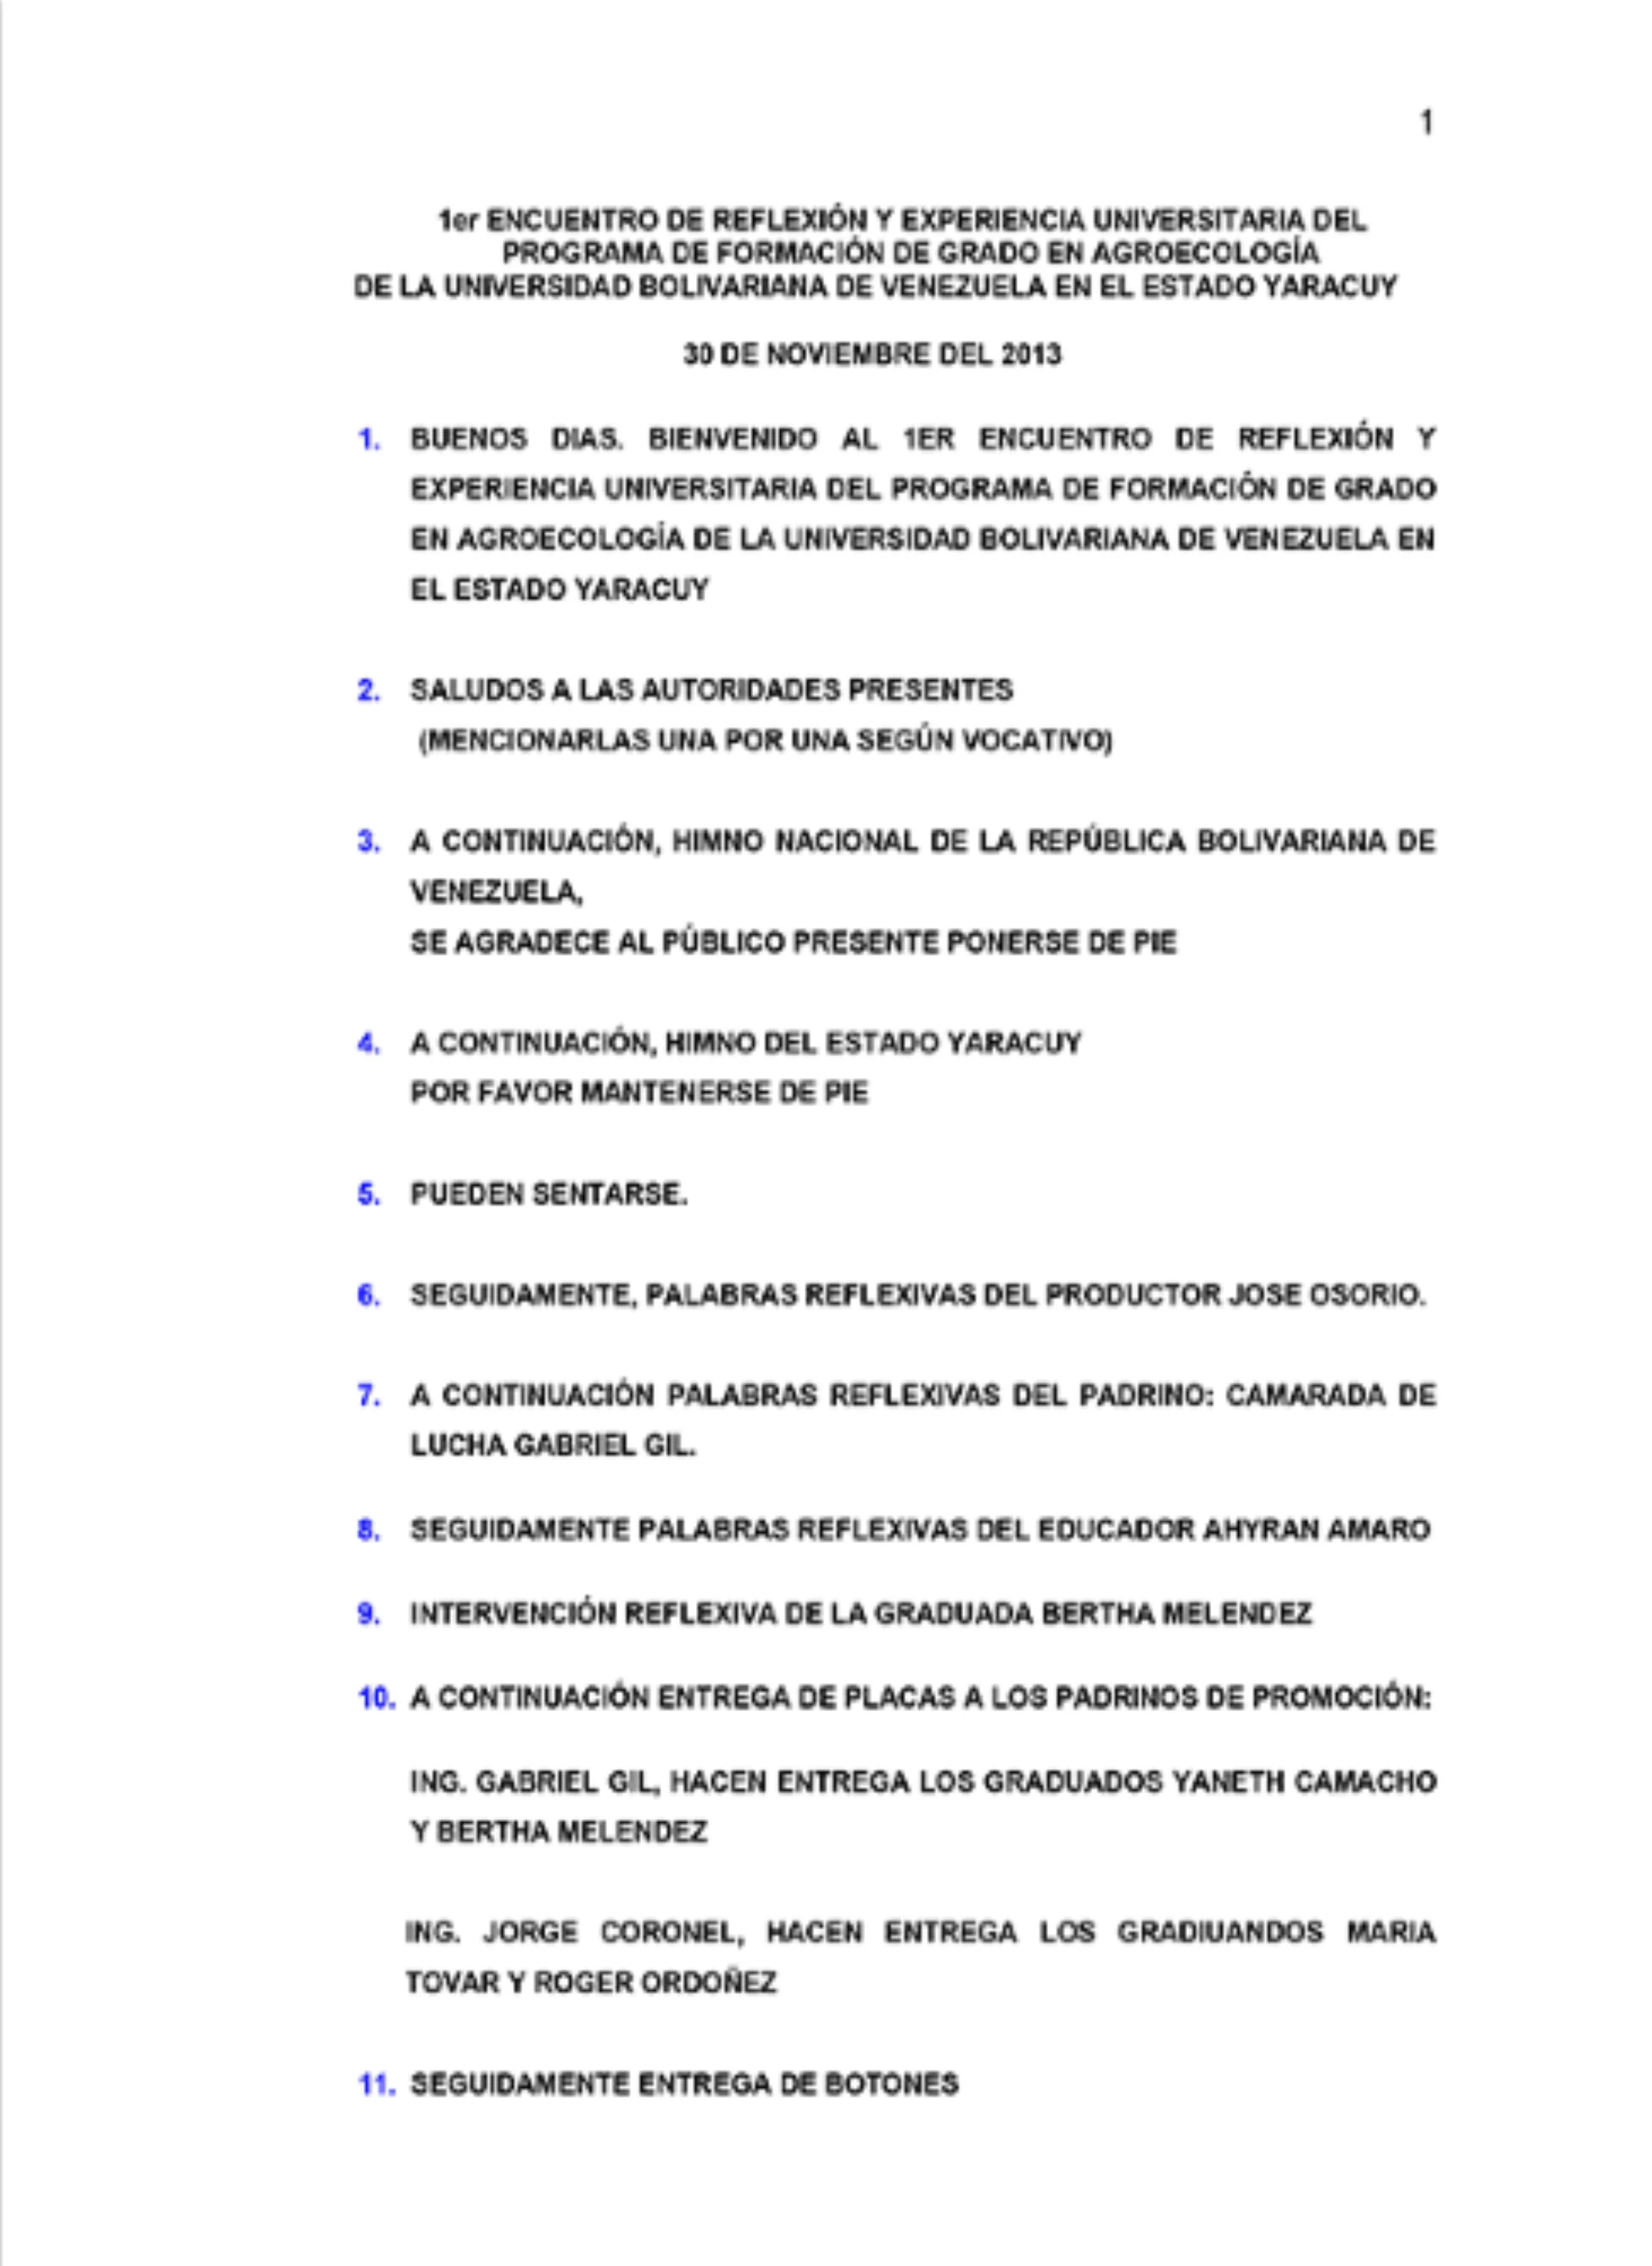 1
1er ENCUENTRO DE REFLEXIÓN Y EXPERIENCIA UNIVERSITARIA DEL
PROGRAMA DE FORMACIÓN DE GRADO EN AGROECOLOGÍA
DE LA UNIVERSIDAD BOLIVARIANA DE VENEZUELA EN EL ESTADO YARACUY
30 DE NOVIEMBRE DEL 2013
1. BUENOS DIAS. BIENVENIDO AL 1ER ENCUENTRO DE REFLEXIÓN Y
EXPERIENCIA UNIVERSITARIA DEL PROGRAMA DE FORMACIÓN DE GRADO
EN AGROECOLOGÍA DE LA UNIVERSIDAD BOLIVARIANA DE VENEZUELA EN
EL ESTADO YARACUY
2. SALUDOS A LAS AUTORIDADES PRESENTES
(MENCIONARLAS UNA POR UNA SEGÚN VOCATIVO)
3. A CONTINUACIÓN, HIMNO NACIONAL DE LA REPÚBLICA BOLIVARIANA DE
VENEZUELA,
SE AGRADECE AL PÚBLICO PRESENTE PONERSE DE PIE
4. A CONTINUACIÓN, HIMNO DEL ESTADO YARACUY
POR FAVOR MANTENERSE DE PIE
5. PUEDEN SENTARSE.
6. SEGUIDAMENTE, PALABRAS REFLEXIVAS DEL PRODUCTOR JOSE OSORIO.
7. A CONTINUACIÓN PALABRAS REFLEXIVAS DEL PADRINO: CAMARADA DE
LUCHA GABRIEL GIL.
8. SEGUIDAMENTE PALABRAS REFLEXIVAS DEL EDUCADOR AHYRAN AMARO
9. INTERVENCIÓN REFLEXIVA DE LA GRADUADA BERTHA MELENDEZ
10. A CONTINUACIÓN ENTREGA DE PLACAS A LOS PADRINOS DE PROMOCIÓN:
ING. GABRIEL GIL, HACEN ENTREGA LOS GRADUADOS YANETH CAMACHO
Y BERTHA MELENDEZ
ING. JORGE CORONEL, HACEN ENTREGA LOS GRADIUANDOS MARIA
TOVAR Y ROGER ORDOÑEZ
11. SEGUIDAMENTE ENTREGA DE BOTONES